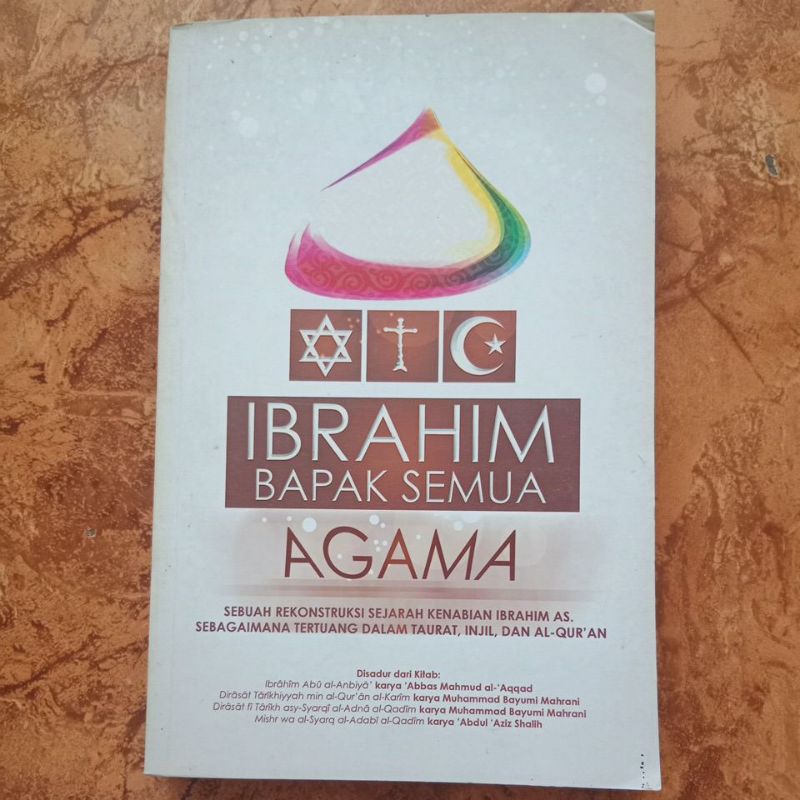 IBRAHIM
BAPAK SEMUA
AGAMA
SEBUAH REKONSTRUKSI SEJARAH KENABIAN IBRAHIM AS.
SEBAGAIMANA TERTUANG DALAM TAURAT, INJIL, DAN AL-QUR'AN
Disadur dari Kitab:
Ibrâhîm Abû al-Anbiyâ' karya 'Abbas Mahmud al-'Aqqad
Dirâsât Târîkhiyyah min al-Qur'ân al-Karîm karya Muhammad Bayumi Mahrani
Dirâsât fî Târîkh asy-Syarqî al-Adnâ al-Qadîm karya Muhammad Bayumi Mahrani
Mishr wa al-Syarq al-Adabî al-Qadîm karya 'Abdul 'Aziz Shalih